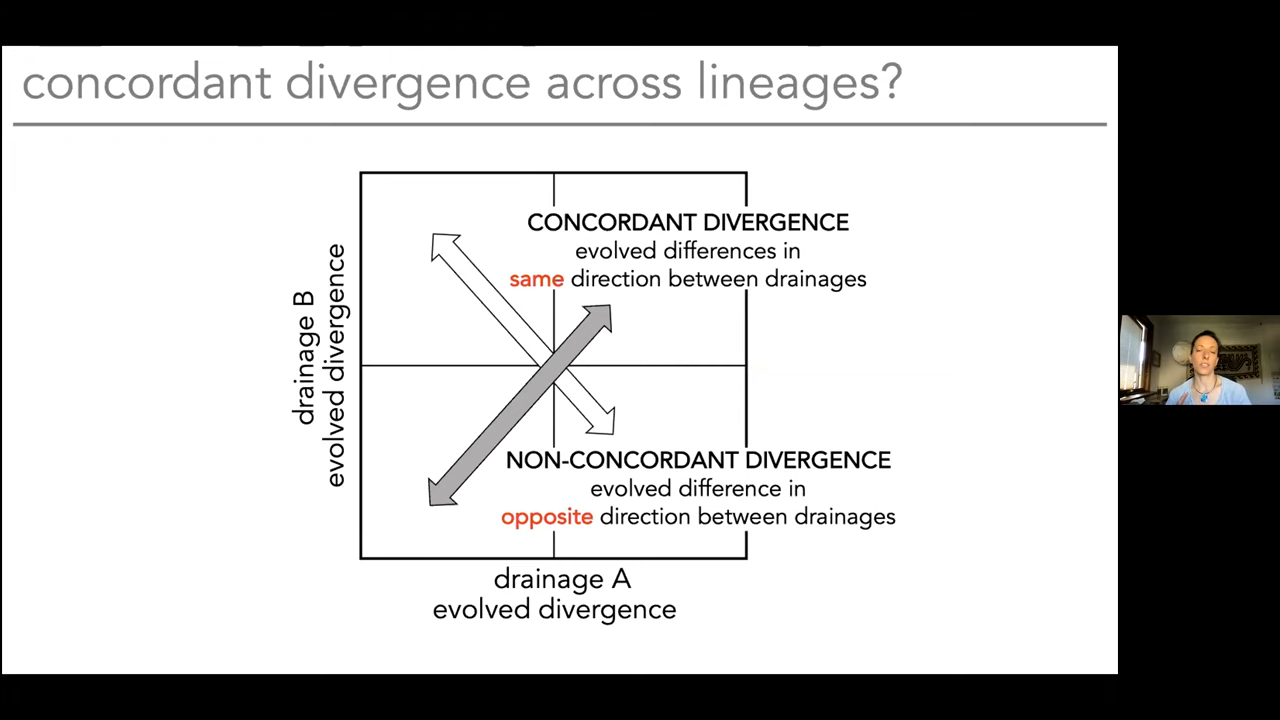 concordant divergence across lineages?
CONCORDANT DIVERGENCE
evolved differences in
same direction between drainages
drainage B
evolved divergence
NON-CONCORDANT DIVERGENCE
evolved difference in
opposite direction between drainages
drainage A
evolved divergence